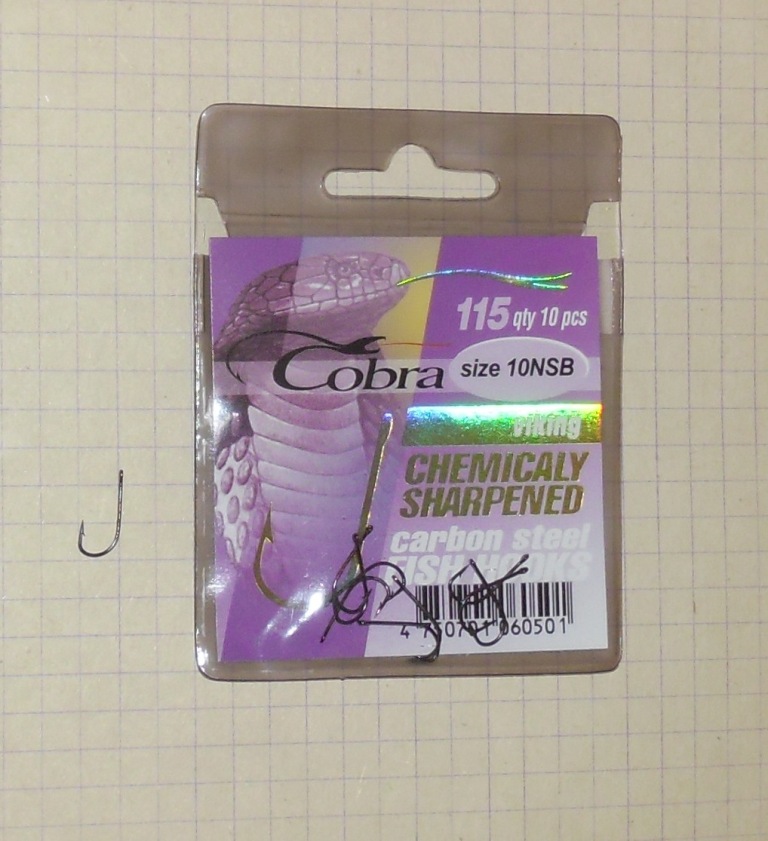 115 qty 10 pcs
Cobra
size 10NSB
viking
CHEMICALY
SHARPENED
carbon steel
FISH HOOKS